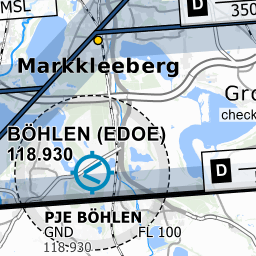 MSL
D
350
Markkleeberg
Gro
check
BÖHLEN (EDOE)
118.930
D
PJE BÖHLEN
GND FL 100
118.930